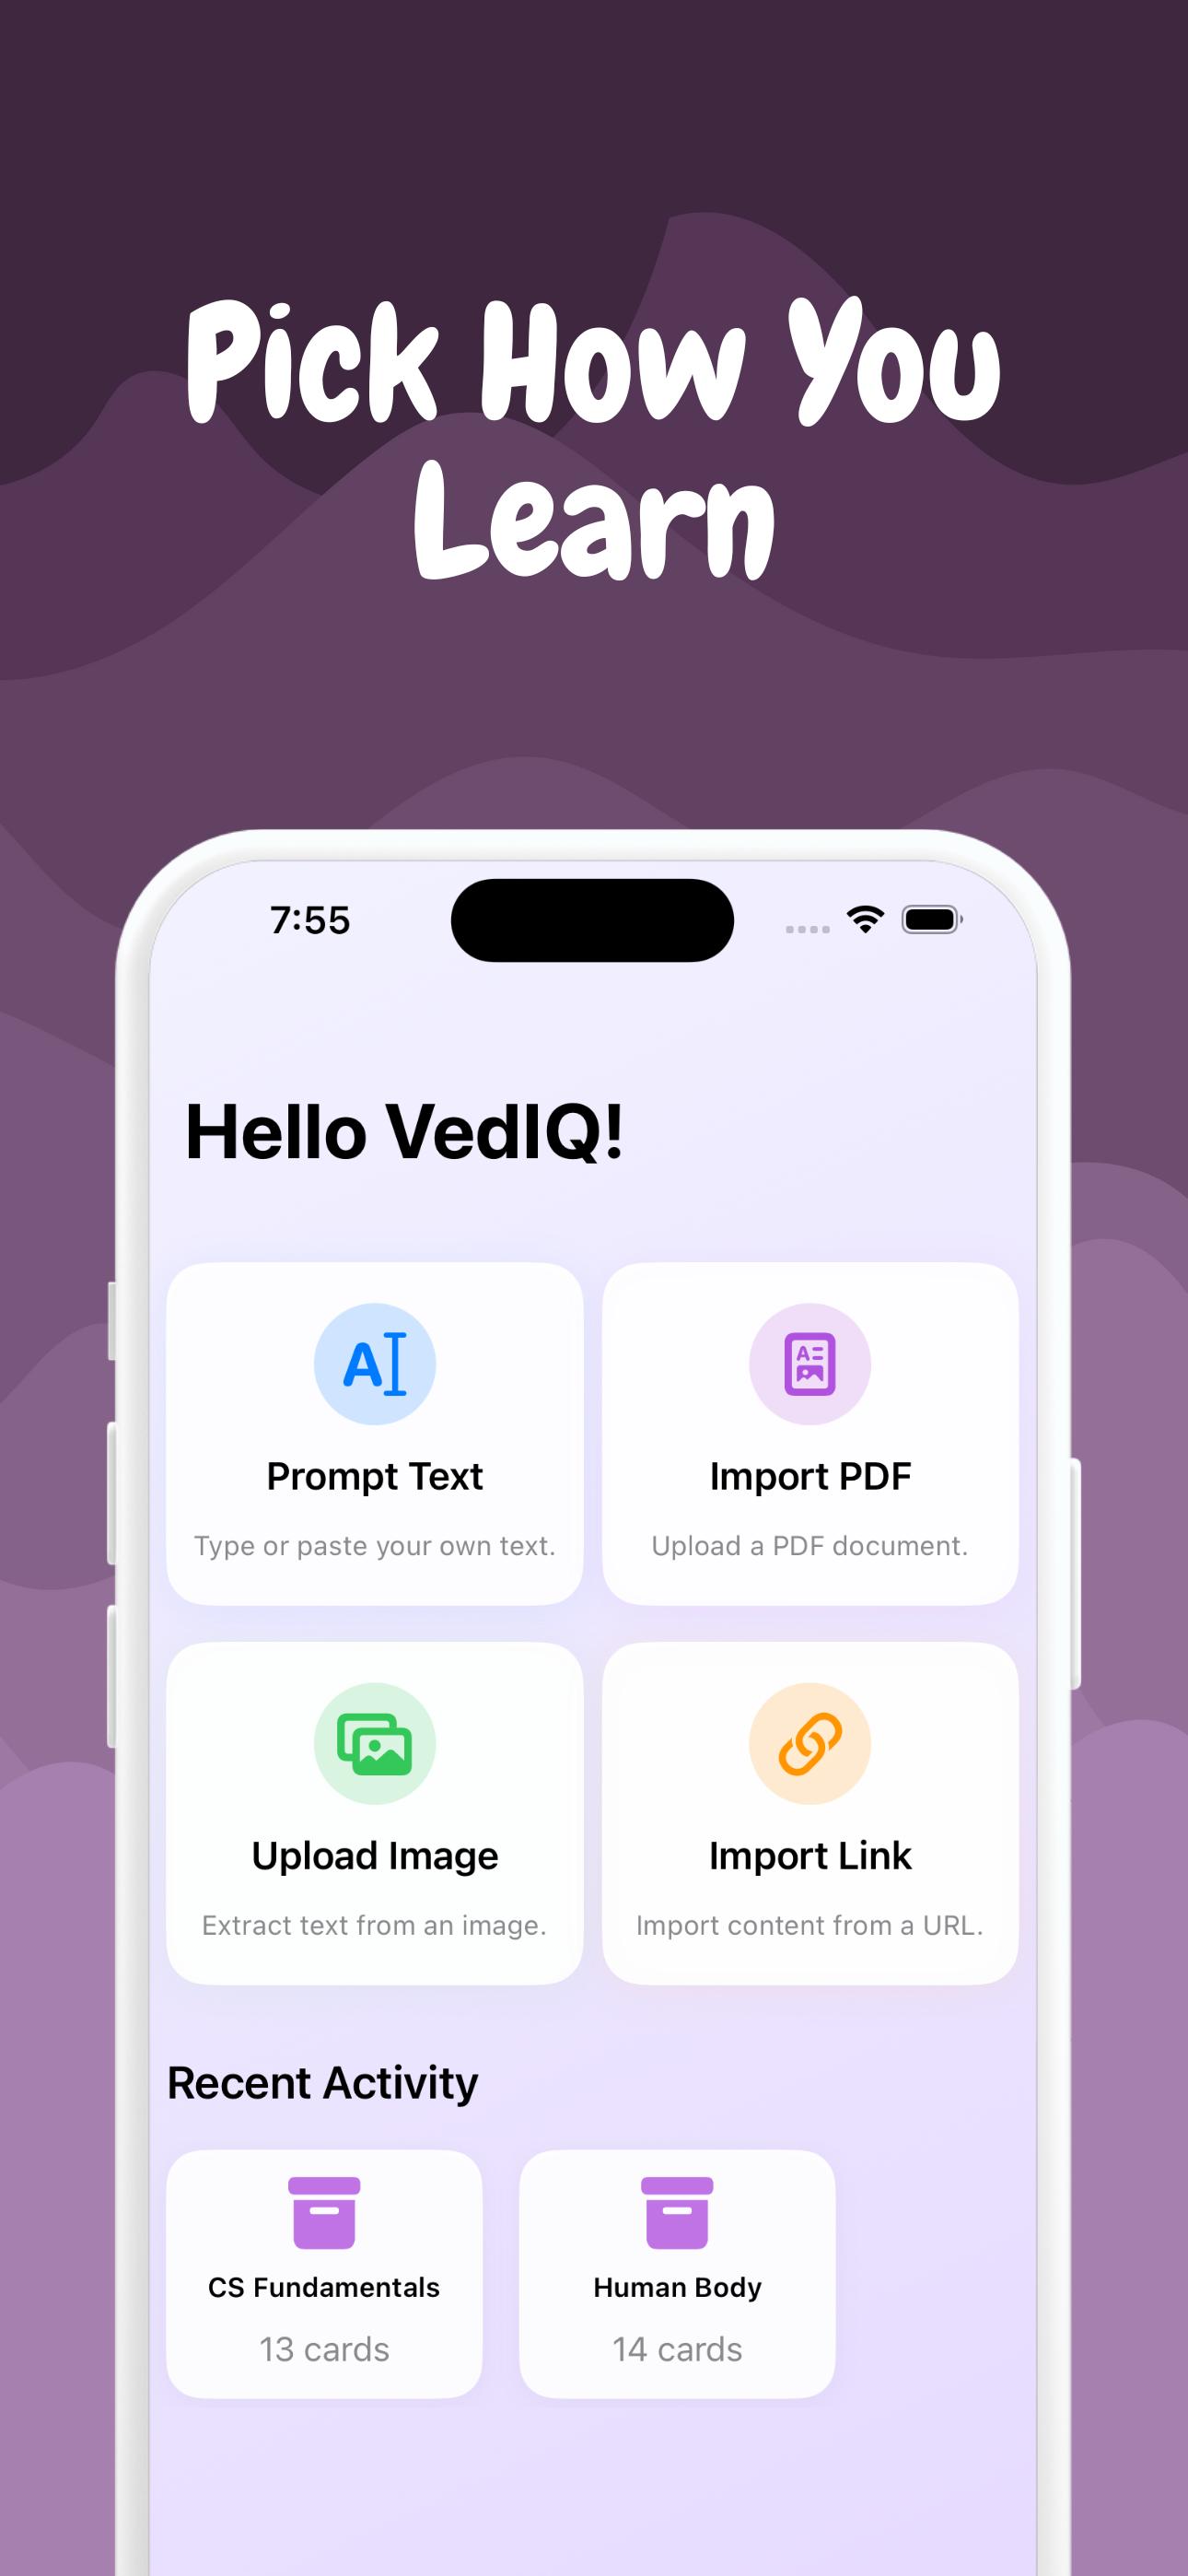 Pick How You
Learn
7:55
Hello VedIQ!
A
Prompt Text
Type or paste your own text.
A
Import PDF
Upload a PDF document.
Upload Image
Extract text from an image.
Import Link
Import content from a URL.
Recent Activity
CS Fundamentals
13 cards
Human Body
14 cards